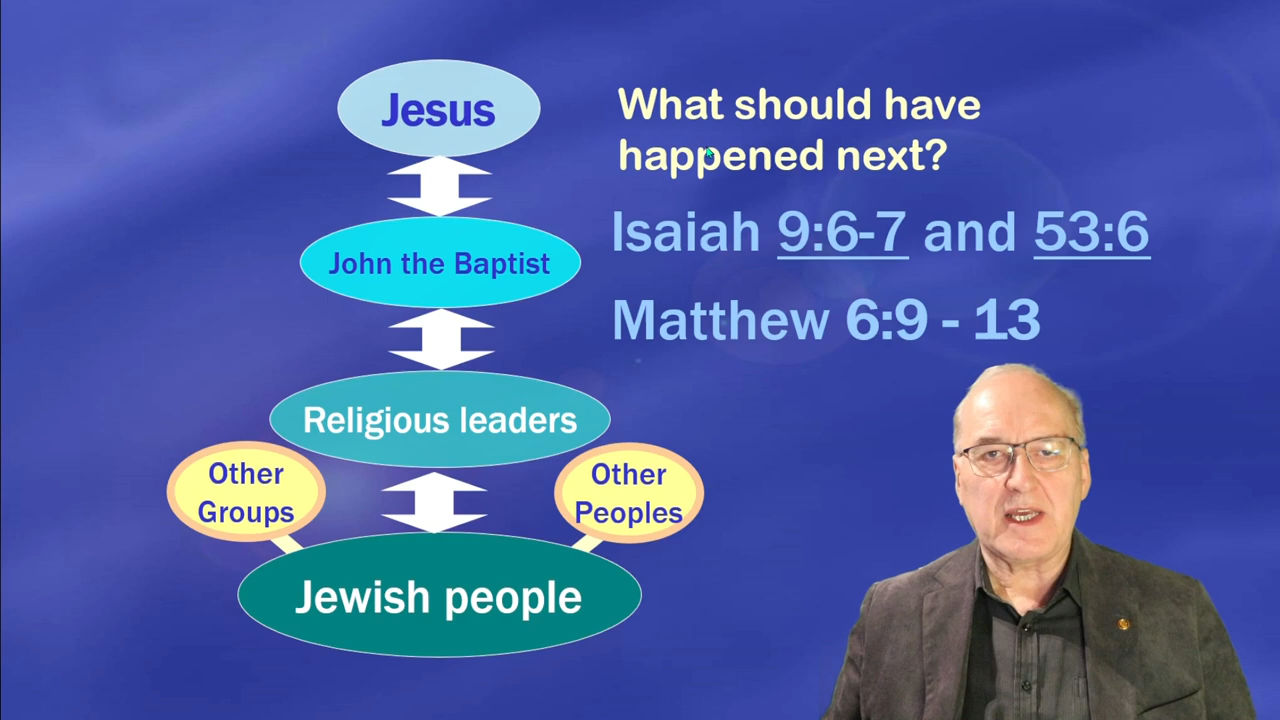 Jesus
John the Baptist
Religious leaders
Other
Groups
Other
Peoples
Jewish people
What should have
happened next?
Isaiah 9:6-7 and 53:6
Matthew 6:9 - 13